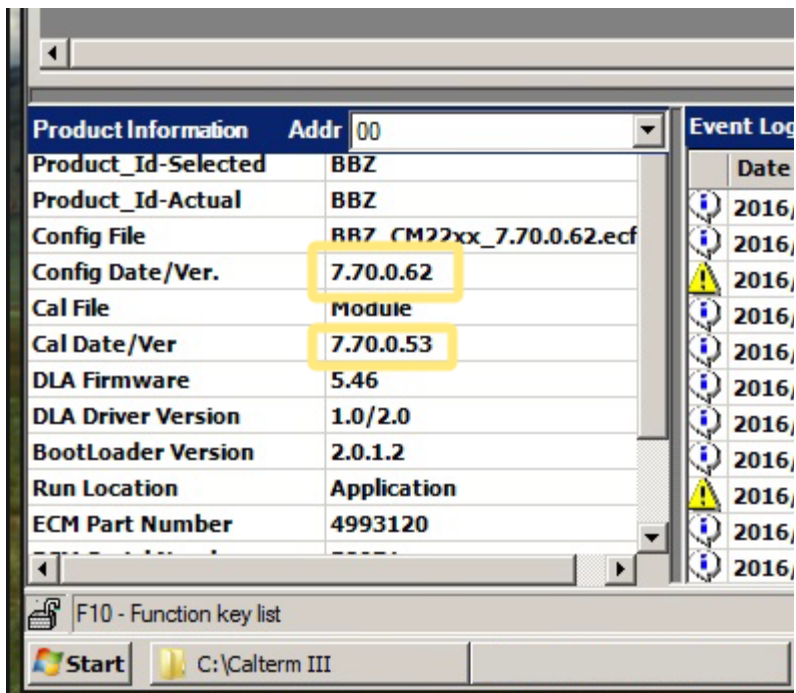 Product Information Addr 00
Product_Id-Selected BBZ
Product_Id-Actual BBZ
Config File BBZ_CM22xx_7.70.0.62.ecf
Config Date/Ver. 7.70.0.62
Cal File Module
Cal Date/Ver 7.70.0.53
DLA Firmware 5.46
DLA Driver Version 1.0/2.0
BootLoader Version 2.0.1.2
Run Location Application
ECM Part Number 4993120
Event Log
Date
2016/
2016/
2016/
2016/
2016/
2016/
2016/
2016/
2016/
2016/
2016/
F10 - Function key list
Start C:\Calterm III